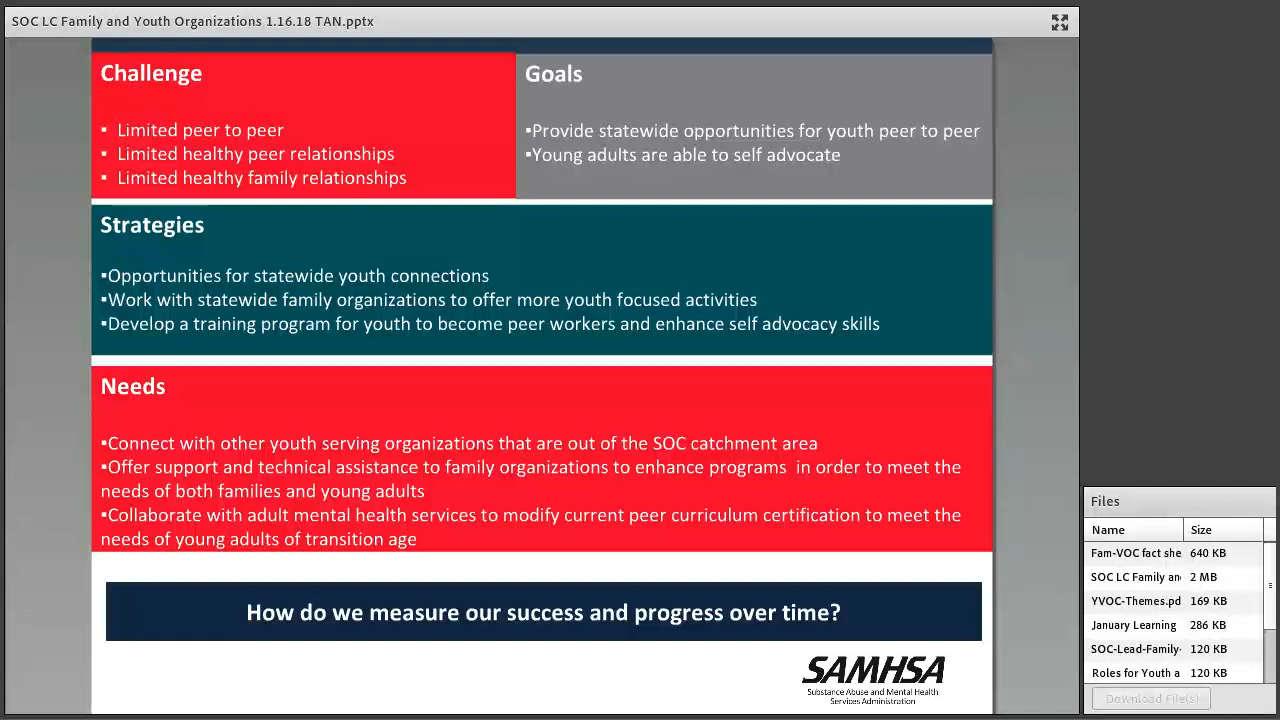 SOC LC Family and Youth Organizations 1.16.18 TAN.pptx
Challenge
▪ Limited peer to peer
▪ Limited healthy peer relationships
▪ Limited healthy family relationships
Goals
▪Provide statewide opportunities for youth peer to peer
▪Young adults are able to self advocate
Strategies
▪Opportunities for statewide youth connections
▪Work with statewide family organizations to offer more youth focused activities
▪Develop a training program for youth to become peer workers and enhance self advocacy skills
Needs
▪Connect with other youth serving organizations that are out of the SOC catchment area
▪Offer support and technical assistance to family organizations to enhance programs  in order to meet the
needs of both families and young adults
▪Collaborate with adult mental health services to modify current peer curriculum certification to meet the
needs of young adults of transition age
How do we measure our success and progress over time?
SAMHSA
Substance Abuse and Mental Health
Services Administration
Files
Name Size
Fam-VOC fact she 640 KB
SOC LC Family an 2 MB
YVOC-Themes.pd 169 KB
January Learning 286 KB
SOC-Lead-Family- 120 KB
Roles for Youth a 120 KB
Download File(s)